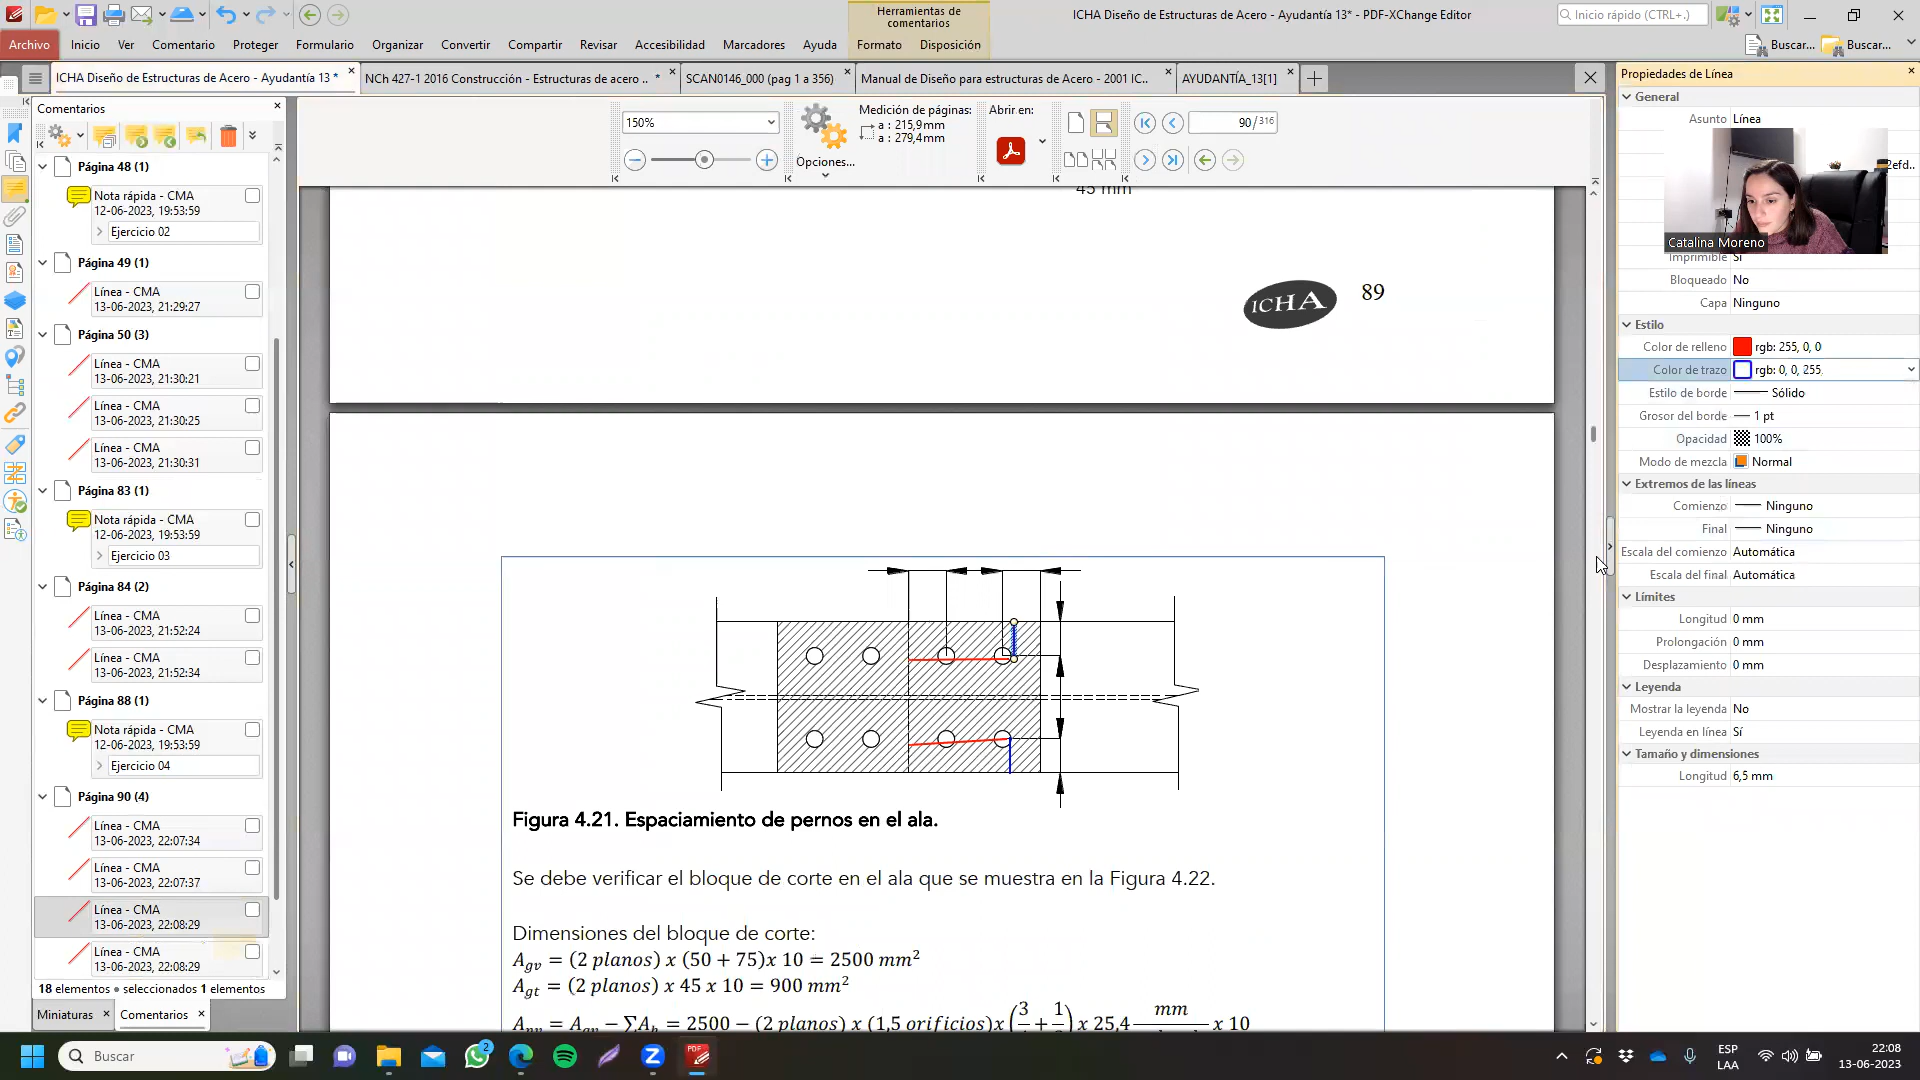 Herramientas de comentarios
ICHA Diseño de Estructuras de Acero - Ayudantía 13* - PDF-XChange Editor
Inicio rápido (CTRL+.)
Archivo
Inicio
Ver
Comentario
Proteger
Formulario
Organizar
Convertir
Compartir
Revisar
Accesibilidad
Marcadores
Ayuda
Formato
Disposición
Buscar...
Buscar...
ICHA Diseño de Estructuras de Acero - Ayudantía 13 *
NCh 427-1 2016 Construcción - Estructuras de acero .. *
SCAN0146_000 (pag 1 a 356)
Manual de Diseño para estructuras de Acero - 2001 IC..
AYUDANTÍA_13[1]
Propiedades de Línea
Comentarios
150%
Opciones...
Medición de páginas:
a : 215,9mm
a : 279,4mm
Abrir en:
90 / 316
General
Asunto Línea
2efd..
Catalina Moreno
Imprimible Sí
Bloqueado No
Capa Ninguno
Estilo
Color de relleno rgb: 255, 0, 0
Color de trazo rgb: 0, 0, 255
Estilo de borde Sólido
Grosor del borde 1 pt
Opacidad 100%
Modo de mezcla Normal
Extremos de las líneas
Comienzo Ninguno
Final Ninguno
Escala del comienzo Automática
Escala del final Automática
Límites
Longitud 0 mm
Prolongación 0 mm
Desplazamiento 0 mm
Leyenda
Mostrar la leyenda No
Leyenda en línea Sí
Tamaño y dimensiones
Longitud 6,5 mm
Página 48 (1)
Nota rápida - CMA
12-06-2023, 19:53:59
Ejercicio 02
Página 49 (1)
Línea - CMA
13-06-2023, 21:29:27
Página 50 (3)
Línea - CMA
13-06-2023, 21:30:21
Línea - CMA
13-06-2023, 21:30:25
Línea - CMA
13-06-2023, 21:30:31
Página 83 (1)
Nota rápida - CMA
12-06-2023, 19:53:59
Ejercicio 03
Página 84 (2)
Línea - CMA
13-06-2023, 21:52:24
Línea - CMA
13-06-2023, 21:52:34
Página 88 (1)
Nota rápida - CMA
12-06-2023, 19:53:59
Ejercicio 04
Página 90 (4)
Línea - CMA
13-06-2023, 22:07:34
Línea - CMA
13-06-2023, 22:07:37
Línea - CMA
13-06-2023, 22:08:29
Línea - CMA
13-06-2023, 22:08:29
18 elementos • seleccionados 1 elementos
Miniaturas
Comentarios
45 mm
ICHA 89
Figura 4.21. Espaciamiento de pernos en el ala.
Se debe verificar el bloque de corte en el ala que se muestra en la Figura 4.22.
Dimensiones del bloque de corte:
A_gv = (2 planos) x (50 + 75)x 10 = 2500 mm²
A_gt = (2 planos) x 45 x 10 = 900 mm²
= 2500 − (2 planos) x (1,5 orificios)x
x 25,4 mm
x 10
Buscar
2
PDF
ESP
LAA
22:08
13-06-2023